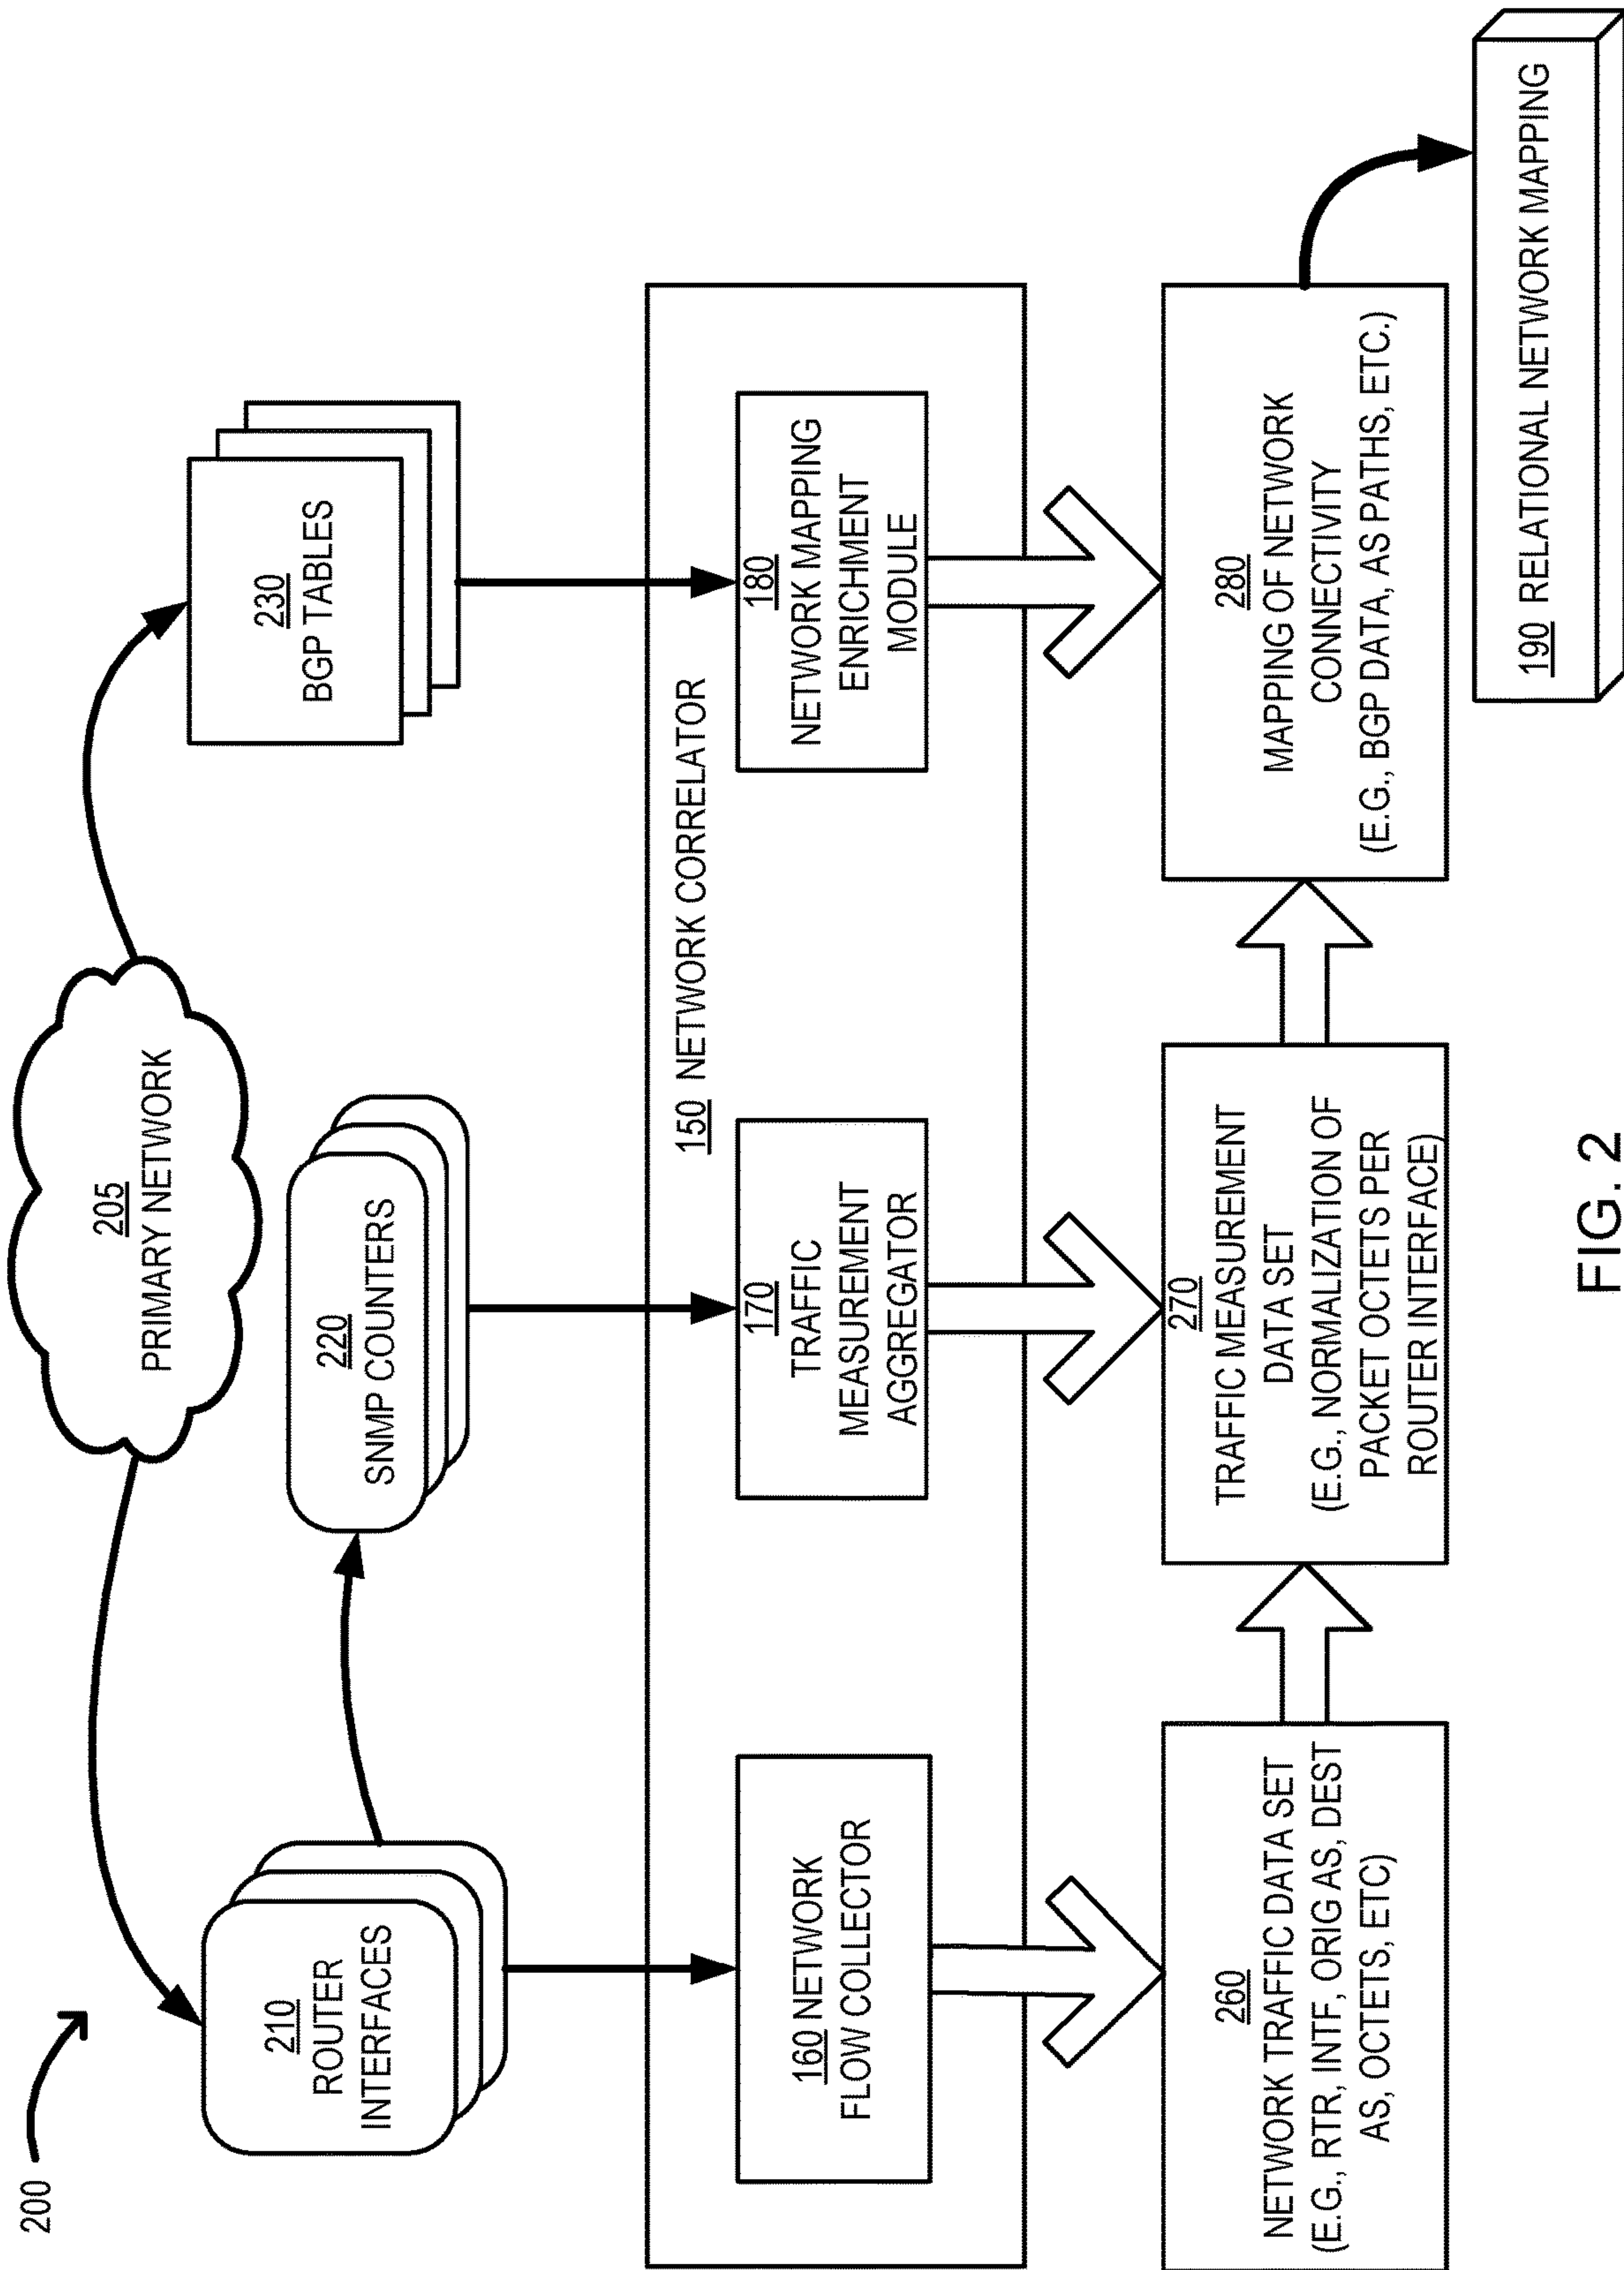 200
205
PRIMARY NETWORK
210
ROUTER
INTERFACES
220
SNMP COUNTERS
230
BGP TABLES
150 NETWORK CORRELATOR
160 NETWORK
FLOW COLLECTOR
170
TRAFFIC
MEASUREMENT
AGGREGATOR
180
NETWORK MAPPING
ENRICHMENT
MODULE
260
NETWORK TRAFFIC DATA SET
(E.G., RTR, INTF, ORIG AS, DEST
AS, OCTETS, ETC)
270
TRAFFIC MEASUREMENT
DATA SET
(E.G., NORMALIZATION OF
PACKET OCTETS PER
ROUTER INTERFACE)
280
MAPPING OF NETWORK
CONNECTIVITY
(E.G., BGP DATA, AS PATHS, ETC.)
190 RELATIONAL NETWORK MAPPING
FIG. 2